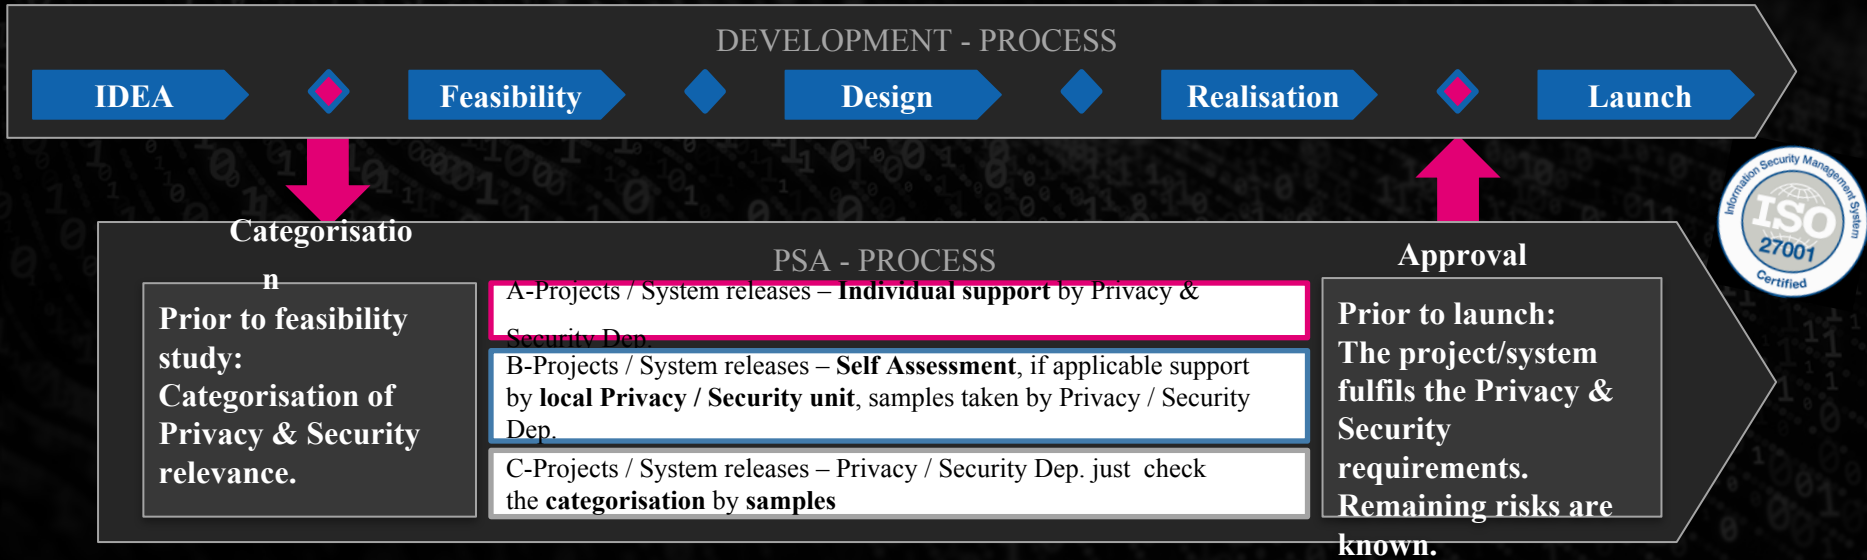 DEVELOPMENT - PROCESS
IDEA
Feasibility
Design
Realisation
Launch
Information Security Management System
ISO
27001
Certified
Categorisatio
n
PSA - PROCESS
Approval
Prior to feasibility
study:
Categorisation of
Privacy & Security
relevance.
A-Projects / System releases – Individual support by Privacy &
Security Dep.
B-Projects / System releases – Self Assessment, if applicable support
by local Privacy / Security unit, samples taken by Privacy / Security
Dep.
C-Projects / System releases – Privacy / Security Dep. just check
the categorisation by samples
Prior to launch:
The project/system
fulfils the Privacy &
Security
requirements.
Remaining risks are
known.